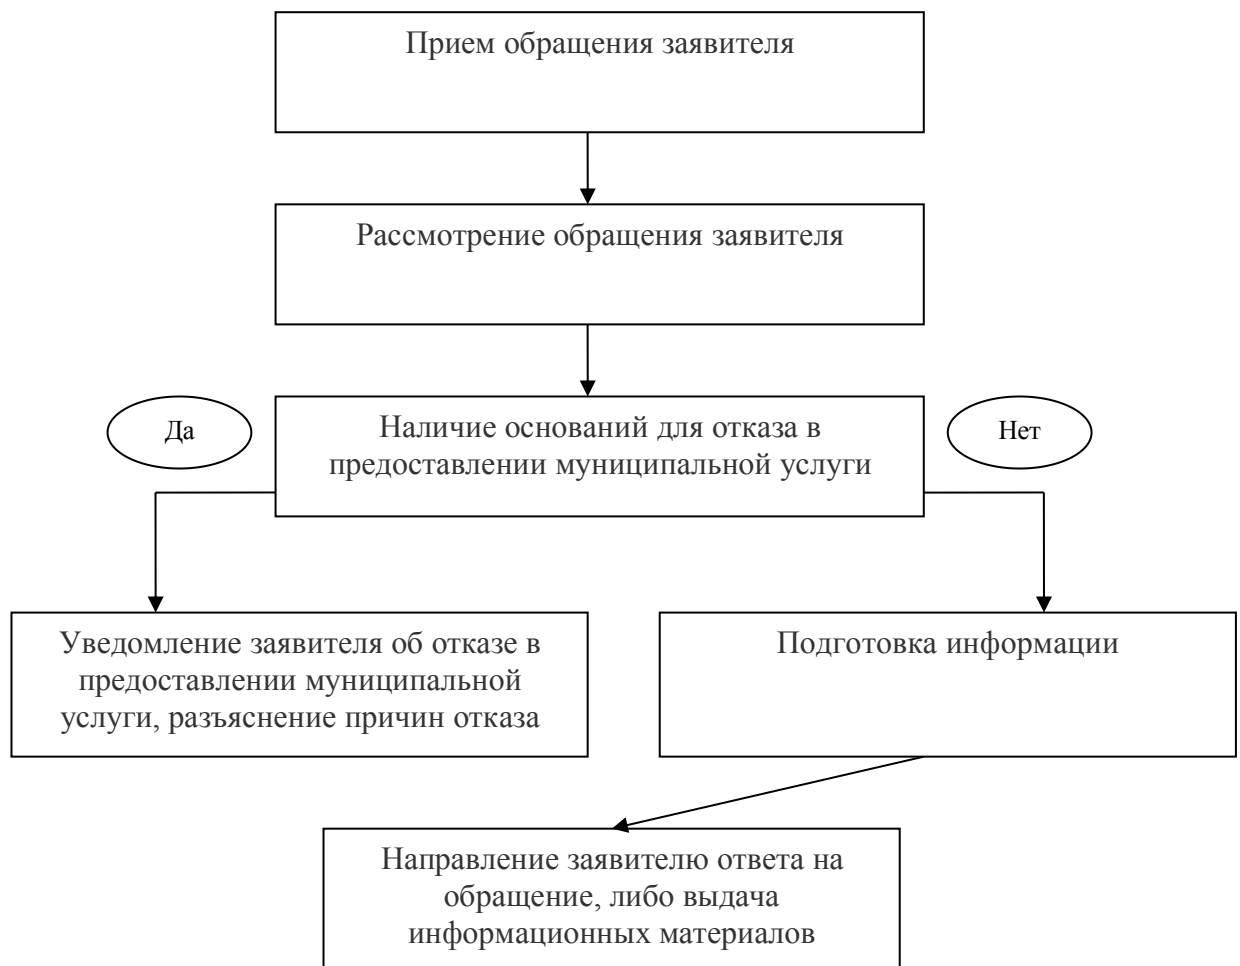 Прием обращения заявителя
Рассмотрение обращения заявителя
Да
Наличие оснований для отказа в
предоставлении муниципальной услуги
Нет
Уведомление заявителя об отказе в
предоставлении муниципальной
услуги, разъяснение причин отказа
Подготовка информации
Направление заявителю ответа на
обращение, либо выдача
информационных материалов